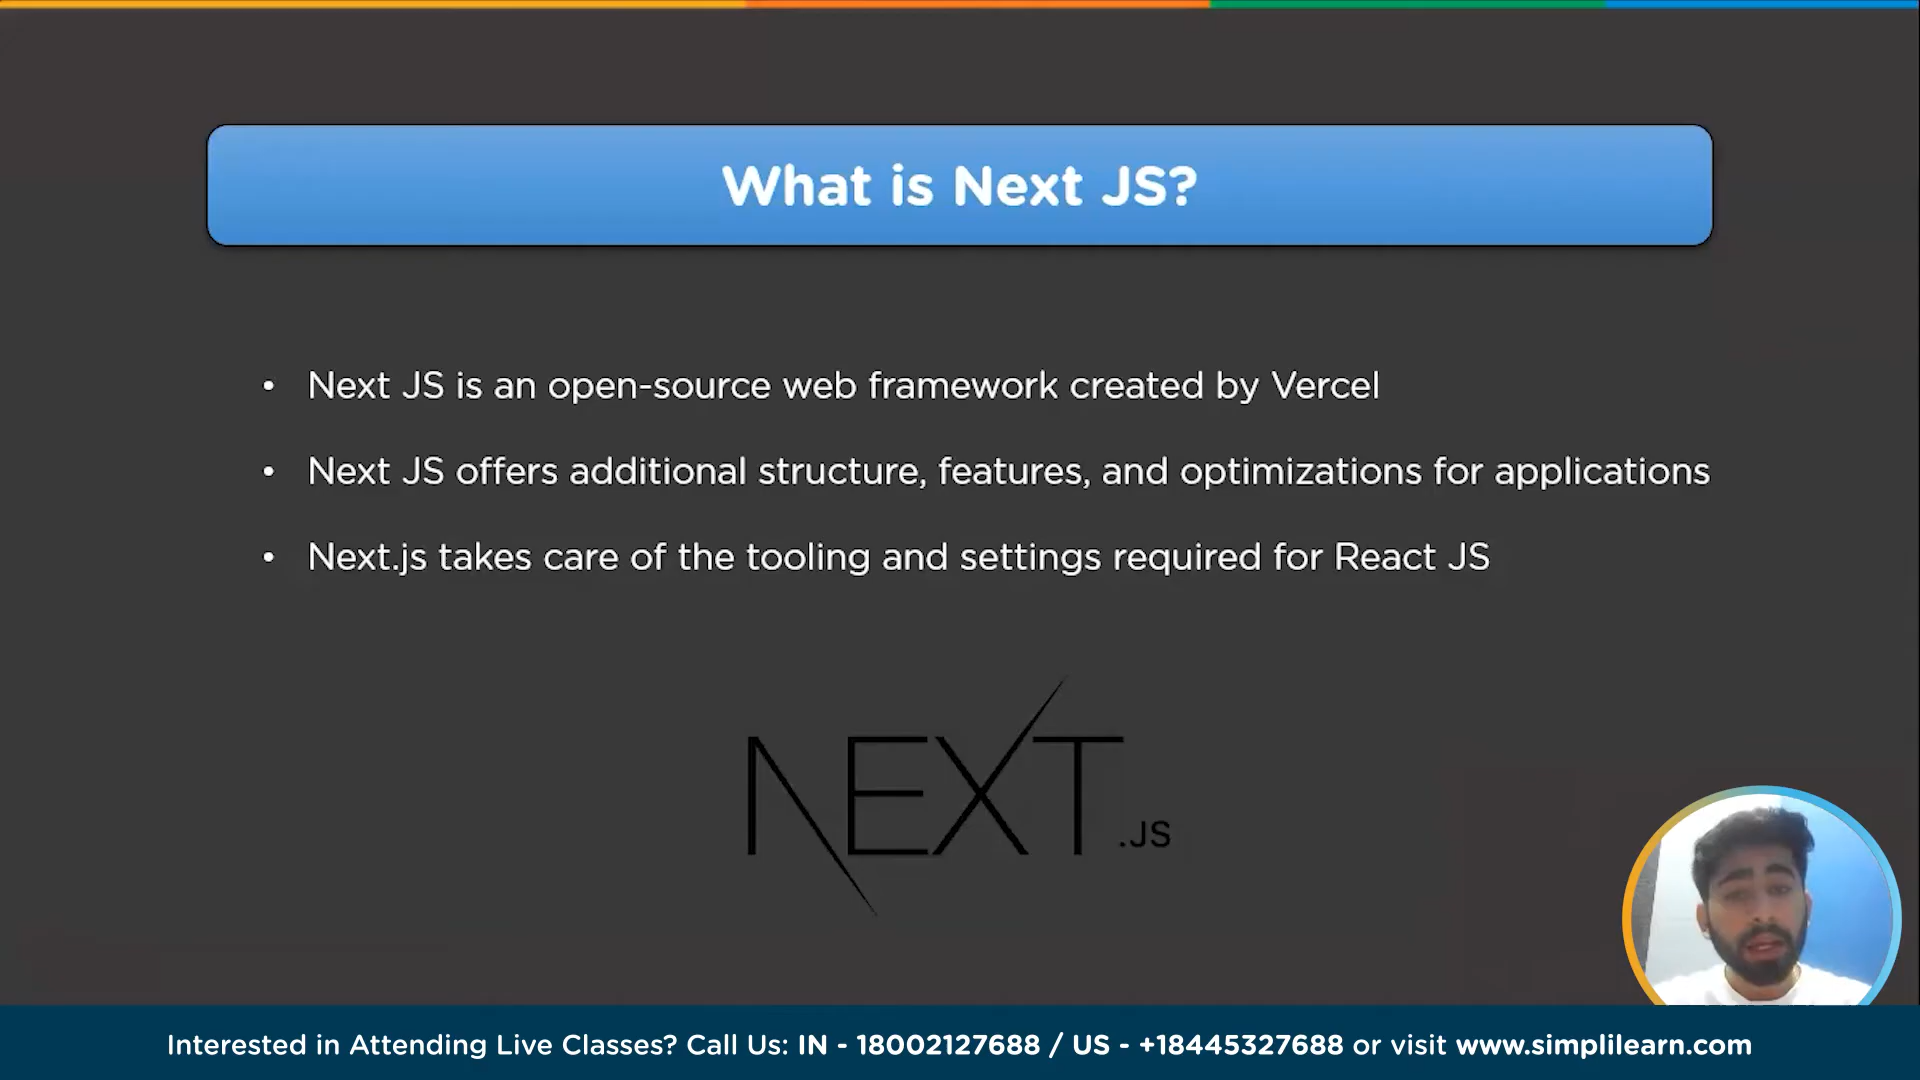 What is Next JS?
• Next JS is an open-source web framework created by Vercel
• Next JS offers additional structure, features, and optimizations for applications
• Next.js takes care of the tooling and settings required for React JS
NEXT.JS
Interested in Attending Live Classes? Call Us: IN - 18002127688 / US - +18445327688 or visit www.simplilearn.com